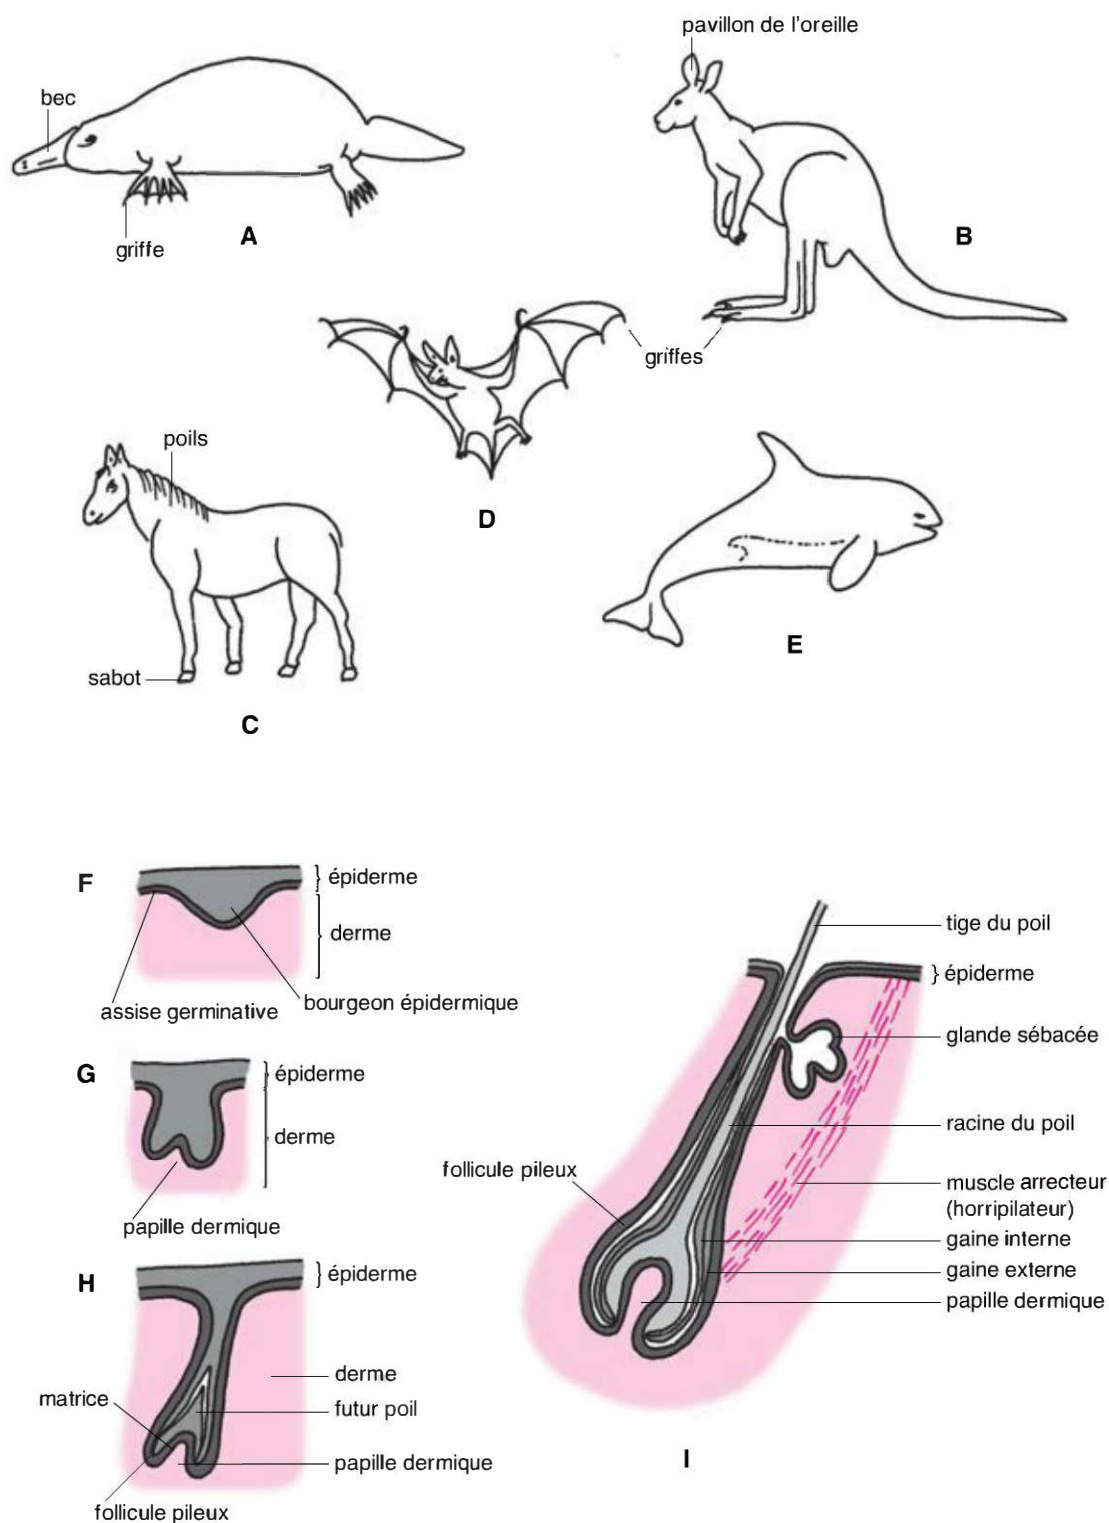 pavillon de l'oreille
bec
griffe
A
B
griffes
poils
D
sabot
E
C
F
épiderme
derme
assise germinative
bourgeon épidermique
G
épiderme
derme
papille dermique
H
épiderme
derme
matrice
futur poil
papille dermique
follicule pileux
tige du poil
épiderme
glande sébacée
racine du poil
follicule pileux
muscle arrecteur
(horripilateur)
gaine interne
gaine externe
papille dermique
I